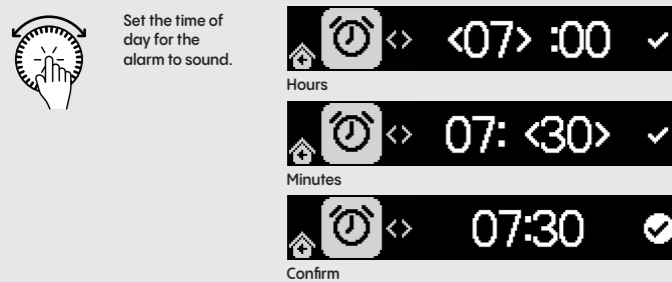 Set the time of
day for the
alarm to sound.
<07> :00
Hours
07: <30>
Minutes
07:30
Confirm